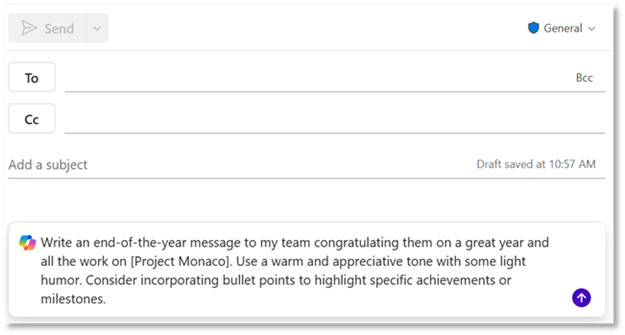 Send
General
To
Bcc
Cc
Add a subject
Draft saved at 10:57 AM
Write an end-of-the-year message to my team congratulating them on a great year and
all the work on [Project Monaco]. Use a warm and appreciative tone with some light
humor. Consider incorporating bullet points to highlight specific achievements or
milestones.